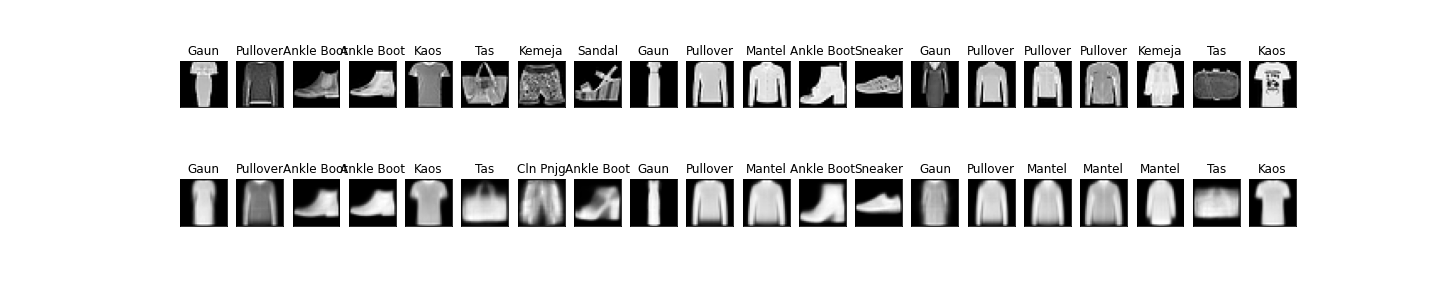 Gaun Pullover Ankle Boot Ankle Boot Kaos Tas Kemeja Sandal Gaun Pullover Mantel Ankle Boot Sneaker Gaun Pullover Pullover Pullover Kemeja Tas Kaos
Gaun Pullover Ankle Boot Ankle Boot Kaos Tas Cln Pnjg Ankle Boot Gaun Pullover Mantel Ankle Boot Sneaker Gaun Pullover Mantel Mantel Mantel Tas Kaos